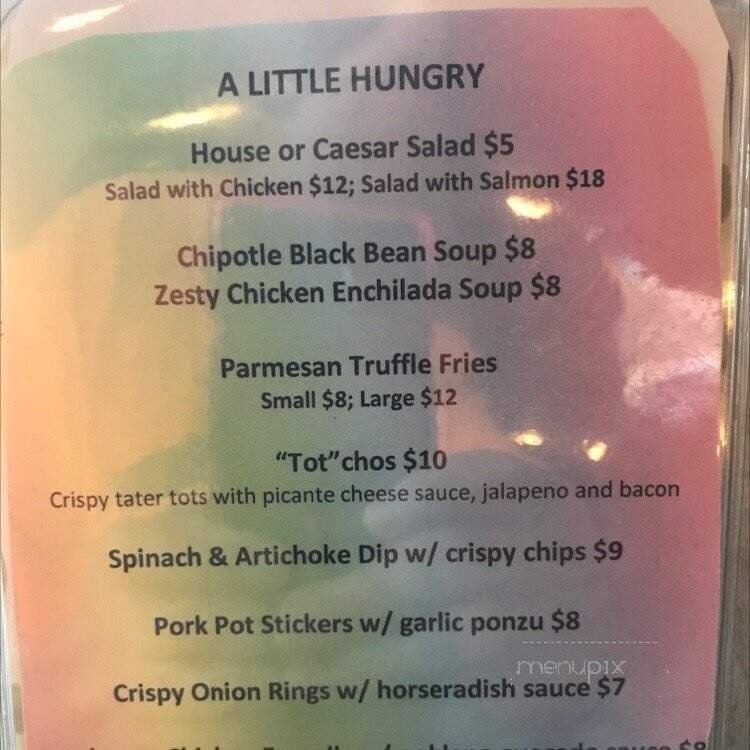 A LITTLE HUNGRY
House or Caesar Salad $5
Salad with Chicken $12; Salad with Salmon $18
Chipotle Black Bean Soup $8
Zesty Chicken Enchilada Soup $8
Parmesan Truffle Fries
Small $8; Large $12
“Tot”chos $10
Crispy tater tots with picante cheese sauce, jalapeno and bacon
Spinach & Artichoke Dip w/ crispy chips $9
Pork Pot Stickers w/ garlic ponzu $8
menupix
Crispy Onion Rings w/ horseradish sauce $7